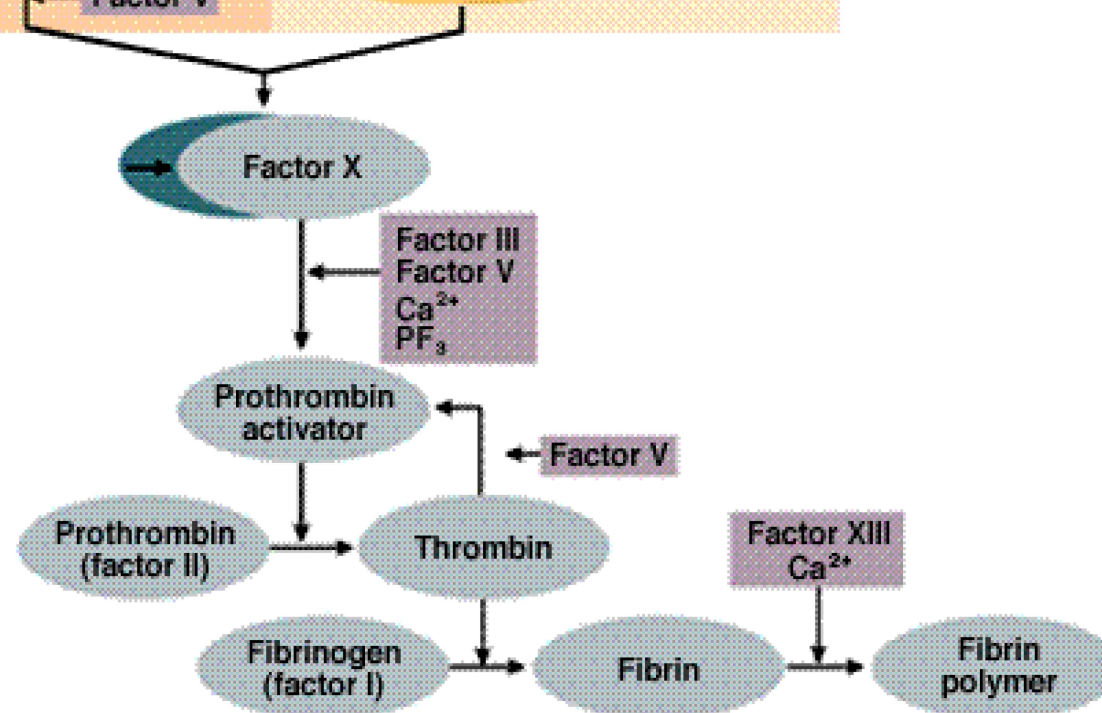 Factor V
Factor X
Factor III
Factor V
Ca²⁺
PF₃
Prothrombin
activator
Factor V
Prothrombin
(factor II)
Thrombin
Factor XIII
Ca²⁺
Fibrinogen
(factor I)
Fibrin
Fibrin
polymer